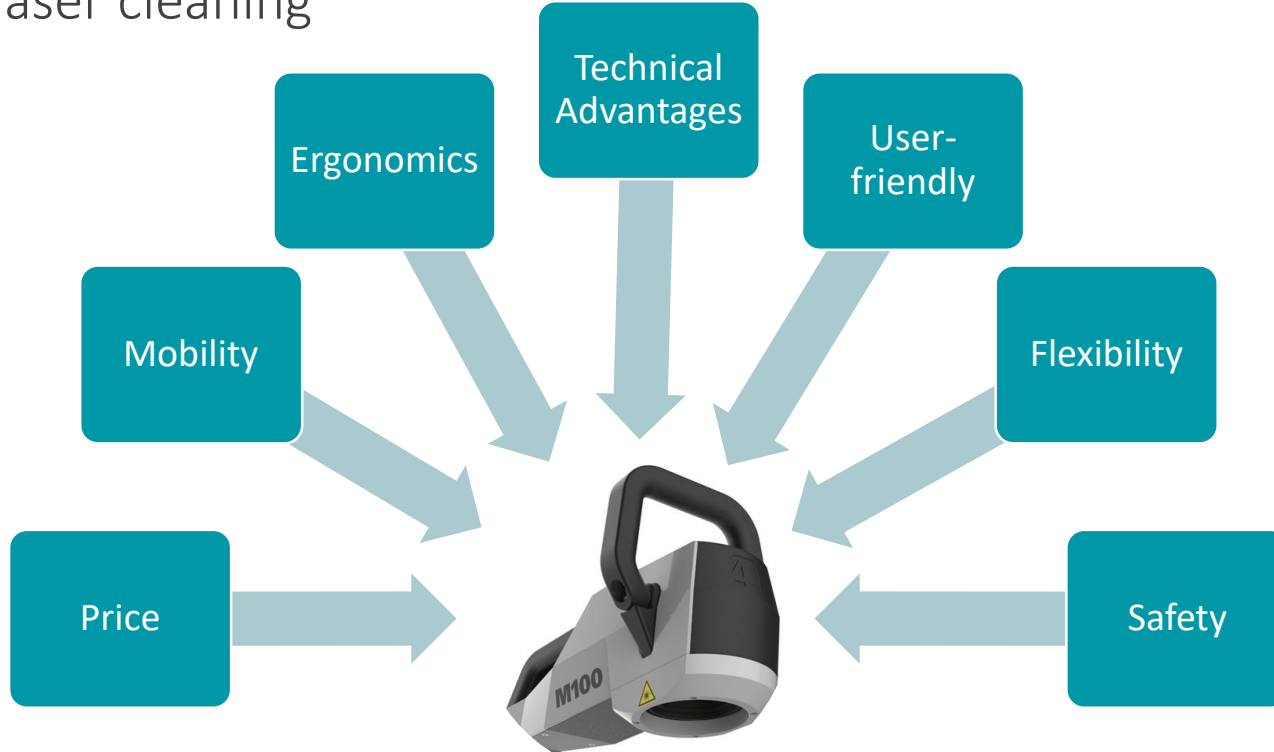 aser cleaning
Technical
Advantages
Ergonomics
User-
friendly
Mobility
Flexibility
Price
Safety
M100